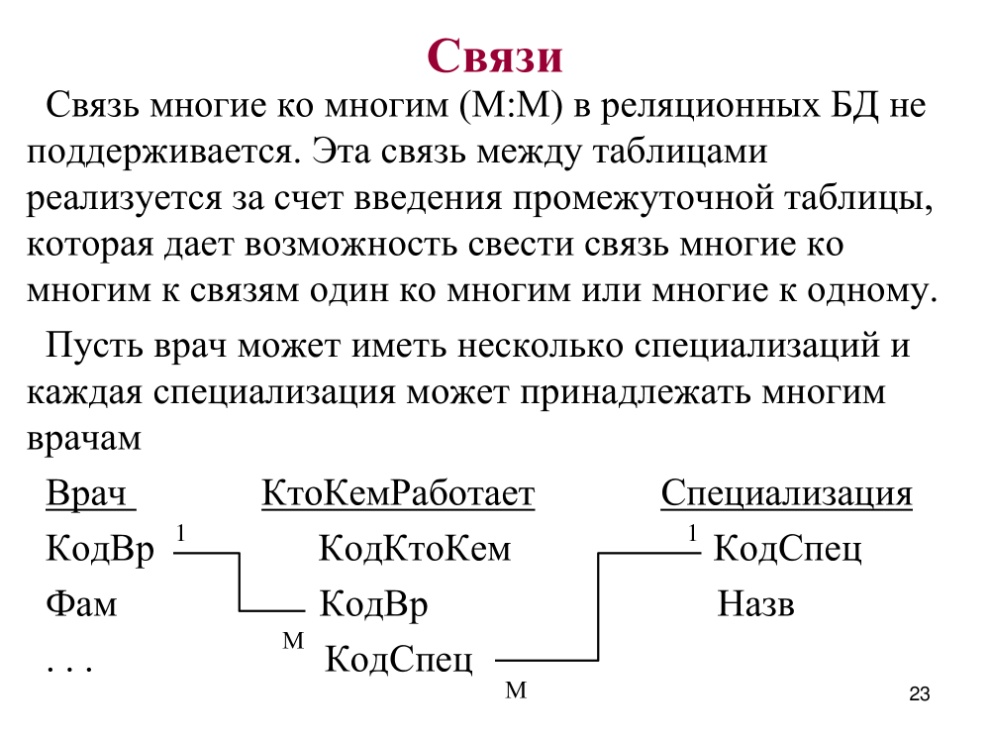 Связи
Связь многие ко многим (М:М) в реляционных БД не
поддерживается. Эта связь между таблицами
реализуется за счет введения промежуточной таблицы,
которая дает возможность свести связь многие ко
многим к связям один ко многим или многие к одному.
Пусть врач может иметь несколько специализаций и
каждая специализация может принадлежать многим
врачам
Врач КтоКемРаботает Специализация
КодВр 1 КодКтоКем 1 КодСпец
Фам КодВр Назв
М
. . . КодСпец
М
23